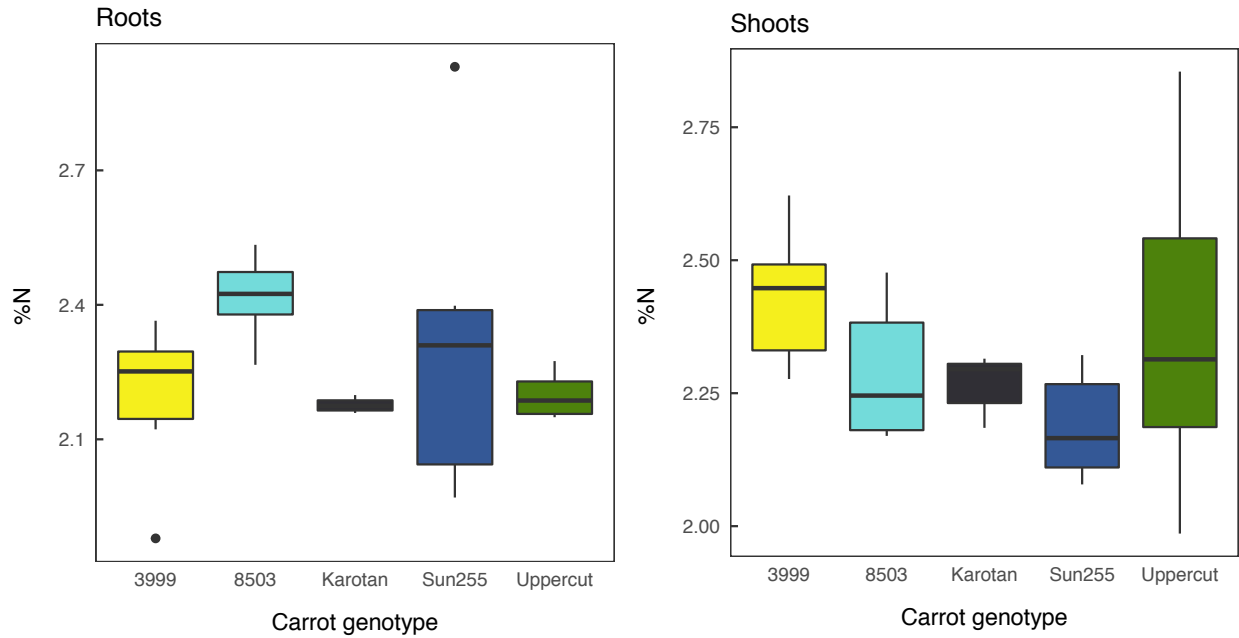 Roots
%N
2.7
2.4
2.1
3999 8503 Karotan Sun255 Uppercut
Carrot genotype
Shoots
%N
2.75
2.50
2.25
2.00
3999 8503 Karotan Sun255 Uppercut
Carrot genotype